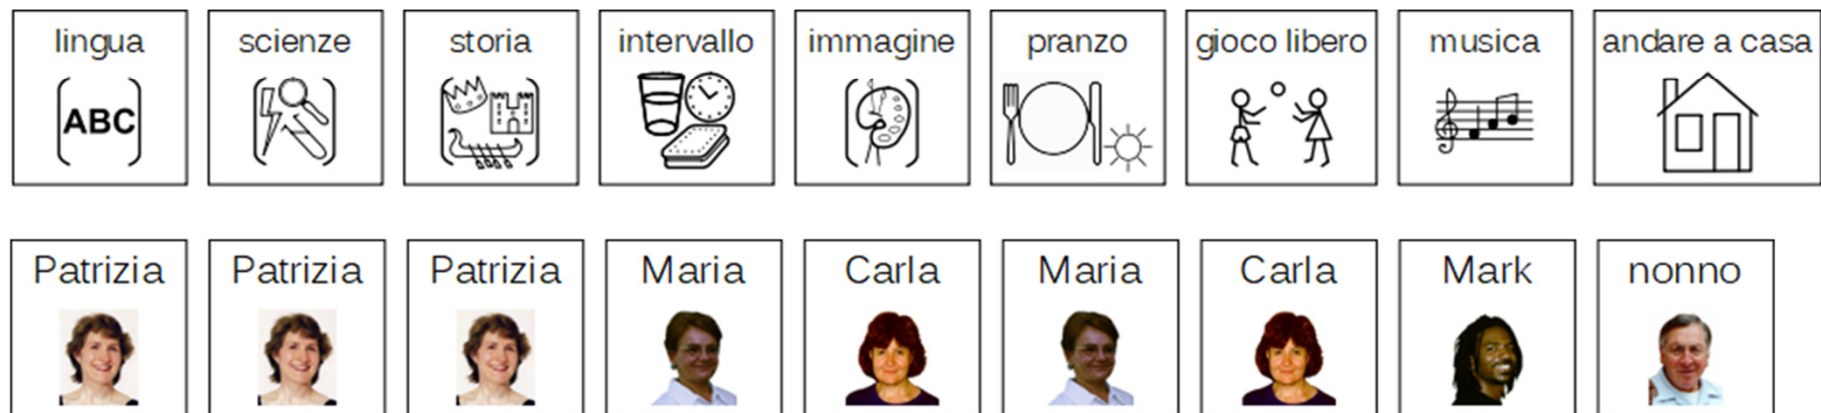 lingua scienze storia intervallo immagine pranzo gioco libero musica andare a casa
ABC
Patrizia Patrizia Patrizia Maria Carla Maria Carla Mark nonno